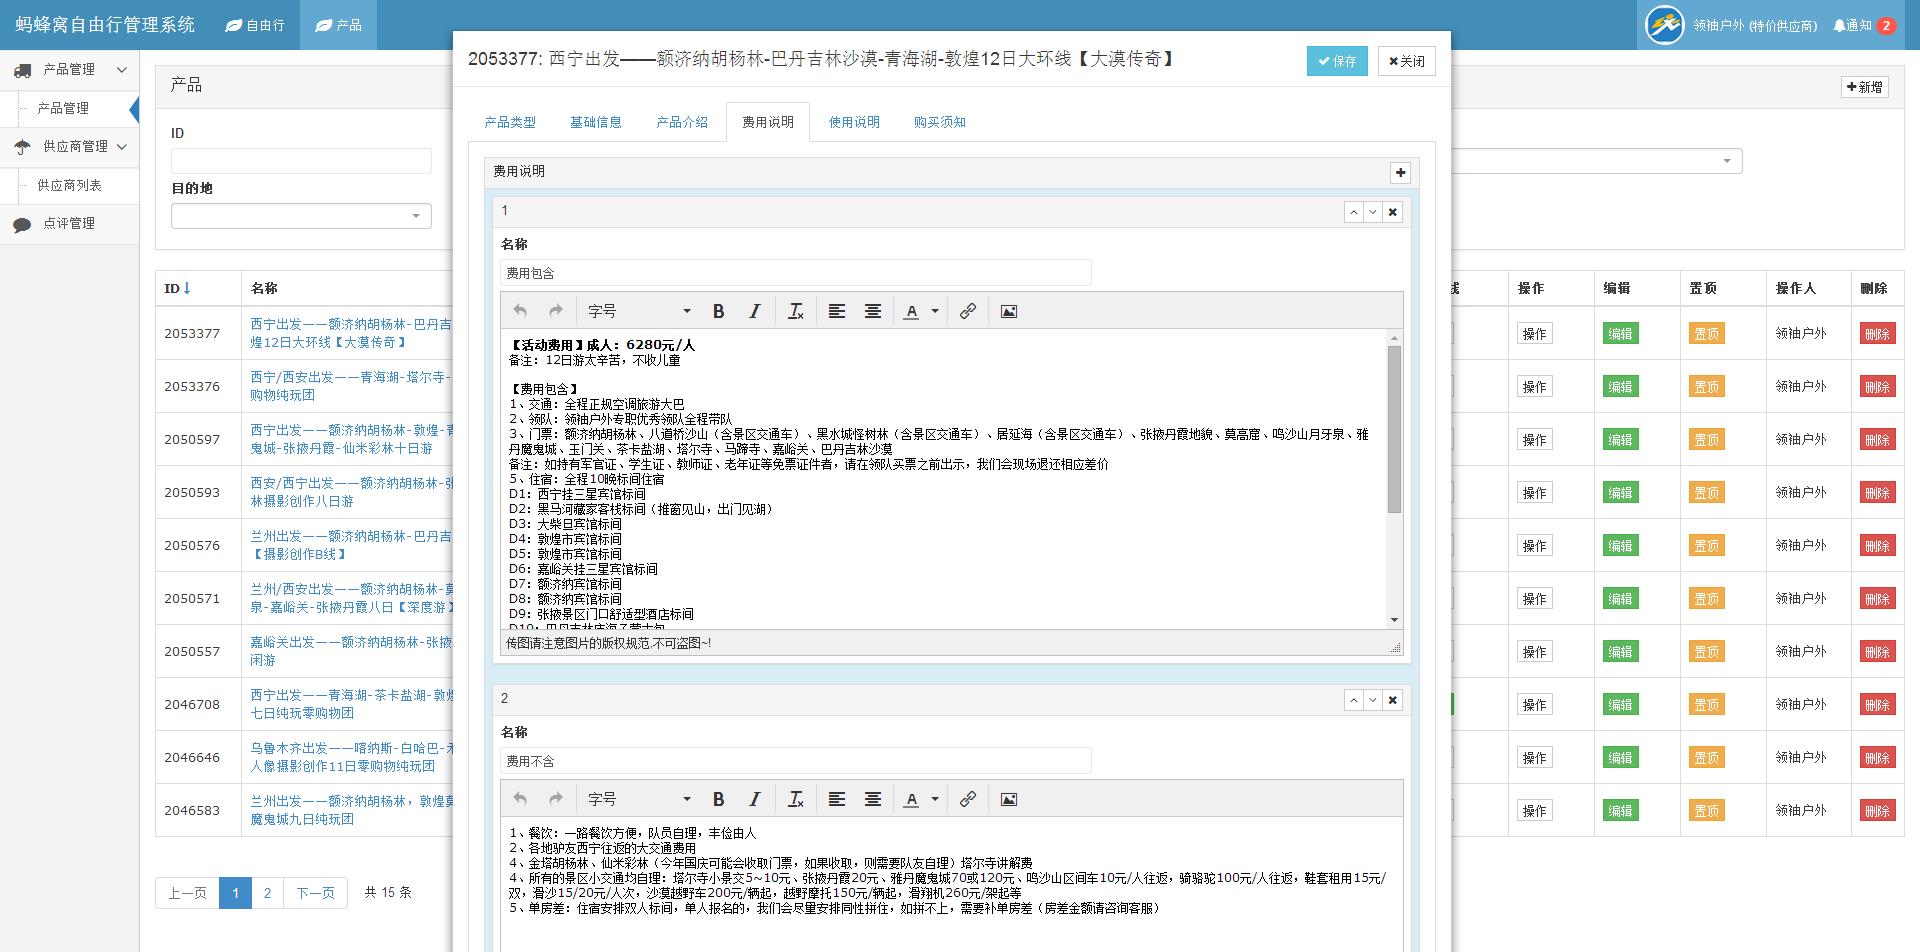 蚂蜂窝自由行管理系统 自由行 产品 领袖户外 (特价供应商) 通知 2
产品管理
产品管理
供应商管理
供应商列表
点评管理
产品
新增
ID
目的地
ID 名称
2053377 西宁出发——额济纳胡杨林-巴丹吉
煌12日大环线【大漠传奇】
2053376 西宁/西安出发——青海湖-塔尔寺-
购物纯玩团
2050597 西宁出发——额济纳胡杨林-敦煌-青
鬼城-张掖丹霞-仙米彩林十日游
2050593 西安/西宁出发——额济纳胡杨林-张
林摄影创作八日游
2050576 兰州出发——额济纳胡杨林-巴丹吉
【摄影创作B线】
2050571 兰州/西安出发——额济纳胡杨林-莫
泉-嘉峪关-张掖丹霞八日【深度游】
2050557 嘉峪关出发——额济纳胡杨林-张掖
闲游
2046708 西宁出发——青海湖-茶卡盐湖-敦煌
七日纯玩零购物团
2046646 乌鲁木齐出发——喀纳斯-白哈巴-禾
人像摄影创作11日零购物纯玩团
2046583 兰州出发——额济纳胡杨林，敦煌莫
魔鬼城九日纯玩团
上一页 1 2 下一页 共 15 条
2053377: 西宁出发——额济纳胡杨林-巴丹吉林沙漠-青海湖-敦煌12日大环线【大漠传奇】
保存 关闭
产品类型 基础信息 产品介绍 费用说明 使用说明 购买须知
费用说明
1
名称
费用包含
字号 B I Tx A
【活动费用】成人：6280元/人
备注：12日游太辛苦，不收儿童
【费用包含】
1、交通：全程正规空调旅游大巴
2、领队：领袖户外专职优秀领队全程带队
3、门票：额济纳胡杨林、八道桥沙山（含景区交通车）、黑水城怪树林（含景区交通车）、居延海（含景区交通车）、张掖丹霞地貌、莫高窟、鸣沙山月牙泉、雅
丹魔鬼城、玉门关、茶卡盐湖、塔尔寺、马蹄寺、嘉峪关、巴丹吉林沙漠
备注：如持有军官证、学生证、教师证、老年证等免票证件者，请在领队买票之前出示，我们会现场退还相应差价
5、住宿：全程10晚标间住宿
D1：西宁挂三星宾馆标间
D2：黑马河藏家客栈标间（推窗见山，出门见湖）
D3：大柴旦宾馆标间
D4：敦煌市宾馆标间
D5：敦煌市宾馆标间
D6：嘉峪关挂三星宾馆标间
D7：额济纳宾馆标间
D8：额济纳宾馆标间
D9：张掖景区门口舒适型酒店标间
D10：巴丹吉林庙海子蒙古包
传图请注意图片的版权规范,不可盗图~!
2
名称
费用不含
字号 B I Tx A
1、餐饮：一路餐饮方便，队员自理，丰俭由人
2、各地驴友西宁往返的大交通费用
4、金塔胡杨林、仙米彩林（今年国庆可能会收取门票，如果收取，则需要队友自理）塔尔寺讲解费
4、所有的景区小交通均自理：塔尔寺小景交5~10元、张掖丹霞20元、雅丹魔鬼城70或120元、鸣沙山区间车10元/人往返，骑骆驼100元/人往返，鞋套租用15元/
双，滑沙15/20元/人次，沙漠越野车200元/辆起，越野摩托150元/辆起，滑翔机260元/架起等
5、单房差：住宿安排双人标间，单人报名的，我们会尽量安排同性拼住，如拼不上，需要补单房差（房差金额请咨询客服）
线 操作 编辑 置顶 操作人 删除
操作 编辑 置顶 领袖户外 删除
操作 编辑 置顶 领袖户外 删除
操作 编辑 置顶 领袖户外 删除
操作 编辑 置顶 领袖户外 删除
操作 编辑 置顶 领袖户外 删除
操作 编辑 置顶 领袖户外 删除
操作 编辑 置顶 领袖户外 删除
操作 编辑 置顶 领袖户外 删除
操作 编辑 置顶 领袖户外 删除
操作 编辑 置顶 领袖户外 删除